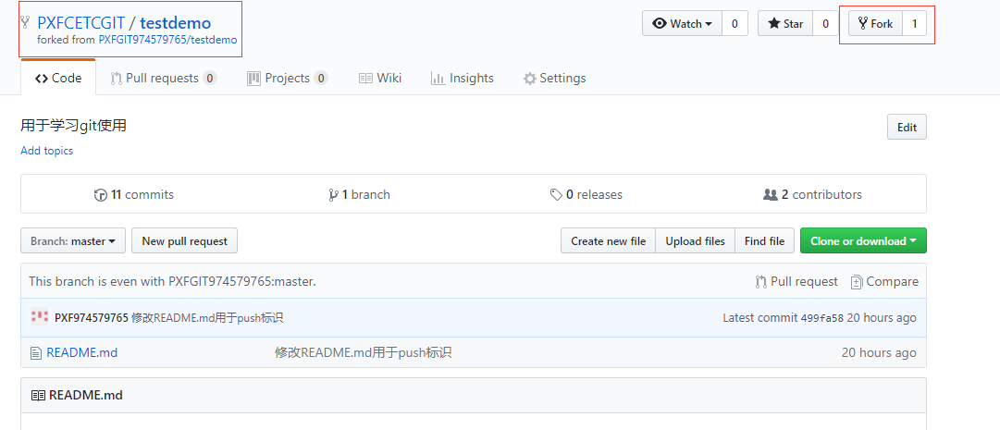 PXFCETCGIT / testdemo
forked from PXFGIT974579765/testdemo
Watch 0 Star 0 Fork 1
Code Pull requests 0 Projects 0 Wiki Insights Settings
用于学习git使用 Edit
Add topics
11 commits 1 branch 0 releases 2 contributors
Branch: master New pull request Create new file Upload files Find file Clone or download
This branch is even with PXFGIT974579765:master. Pull request Compare
PXF974579765 修改README.md用于push标识 Latest commit 499fa58 20 hours ago
README.md 修改README.md用于push标识 20 hours ago
README.md